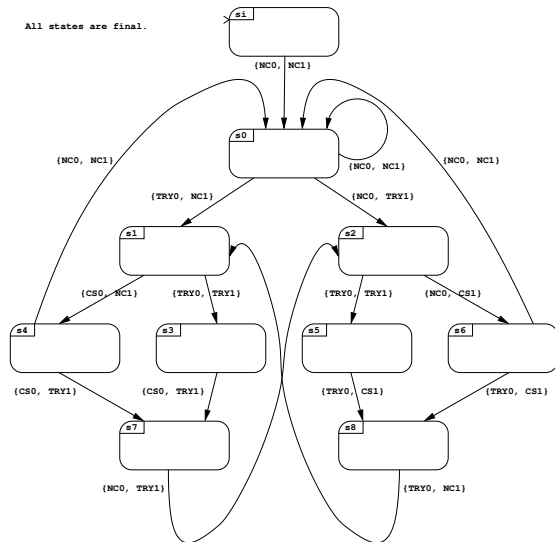 All states are final.
si
{NC0, NC1}
s0
{NC0, NC1}
{NC0, NC1}
{NC0, NC1}
{TRY0, NC1}
{NC0, TRY1}
s1
s2
{CS0, NC1}
{TRY0, TRY1}
{TRY0, TRY1}
{NC0, CS1}
s4
s3
s5
s6
{CS0, TRY1}
{CS0, TRY1}
{TRY0, CS1}
{TRY0, CS1}
s7
s8
{NC0, TRY1}
{TRY0, NC1}